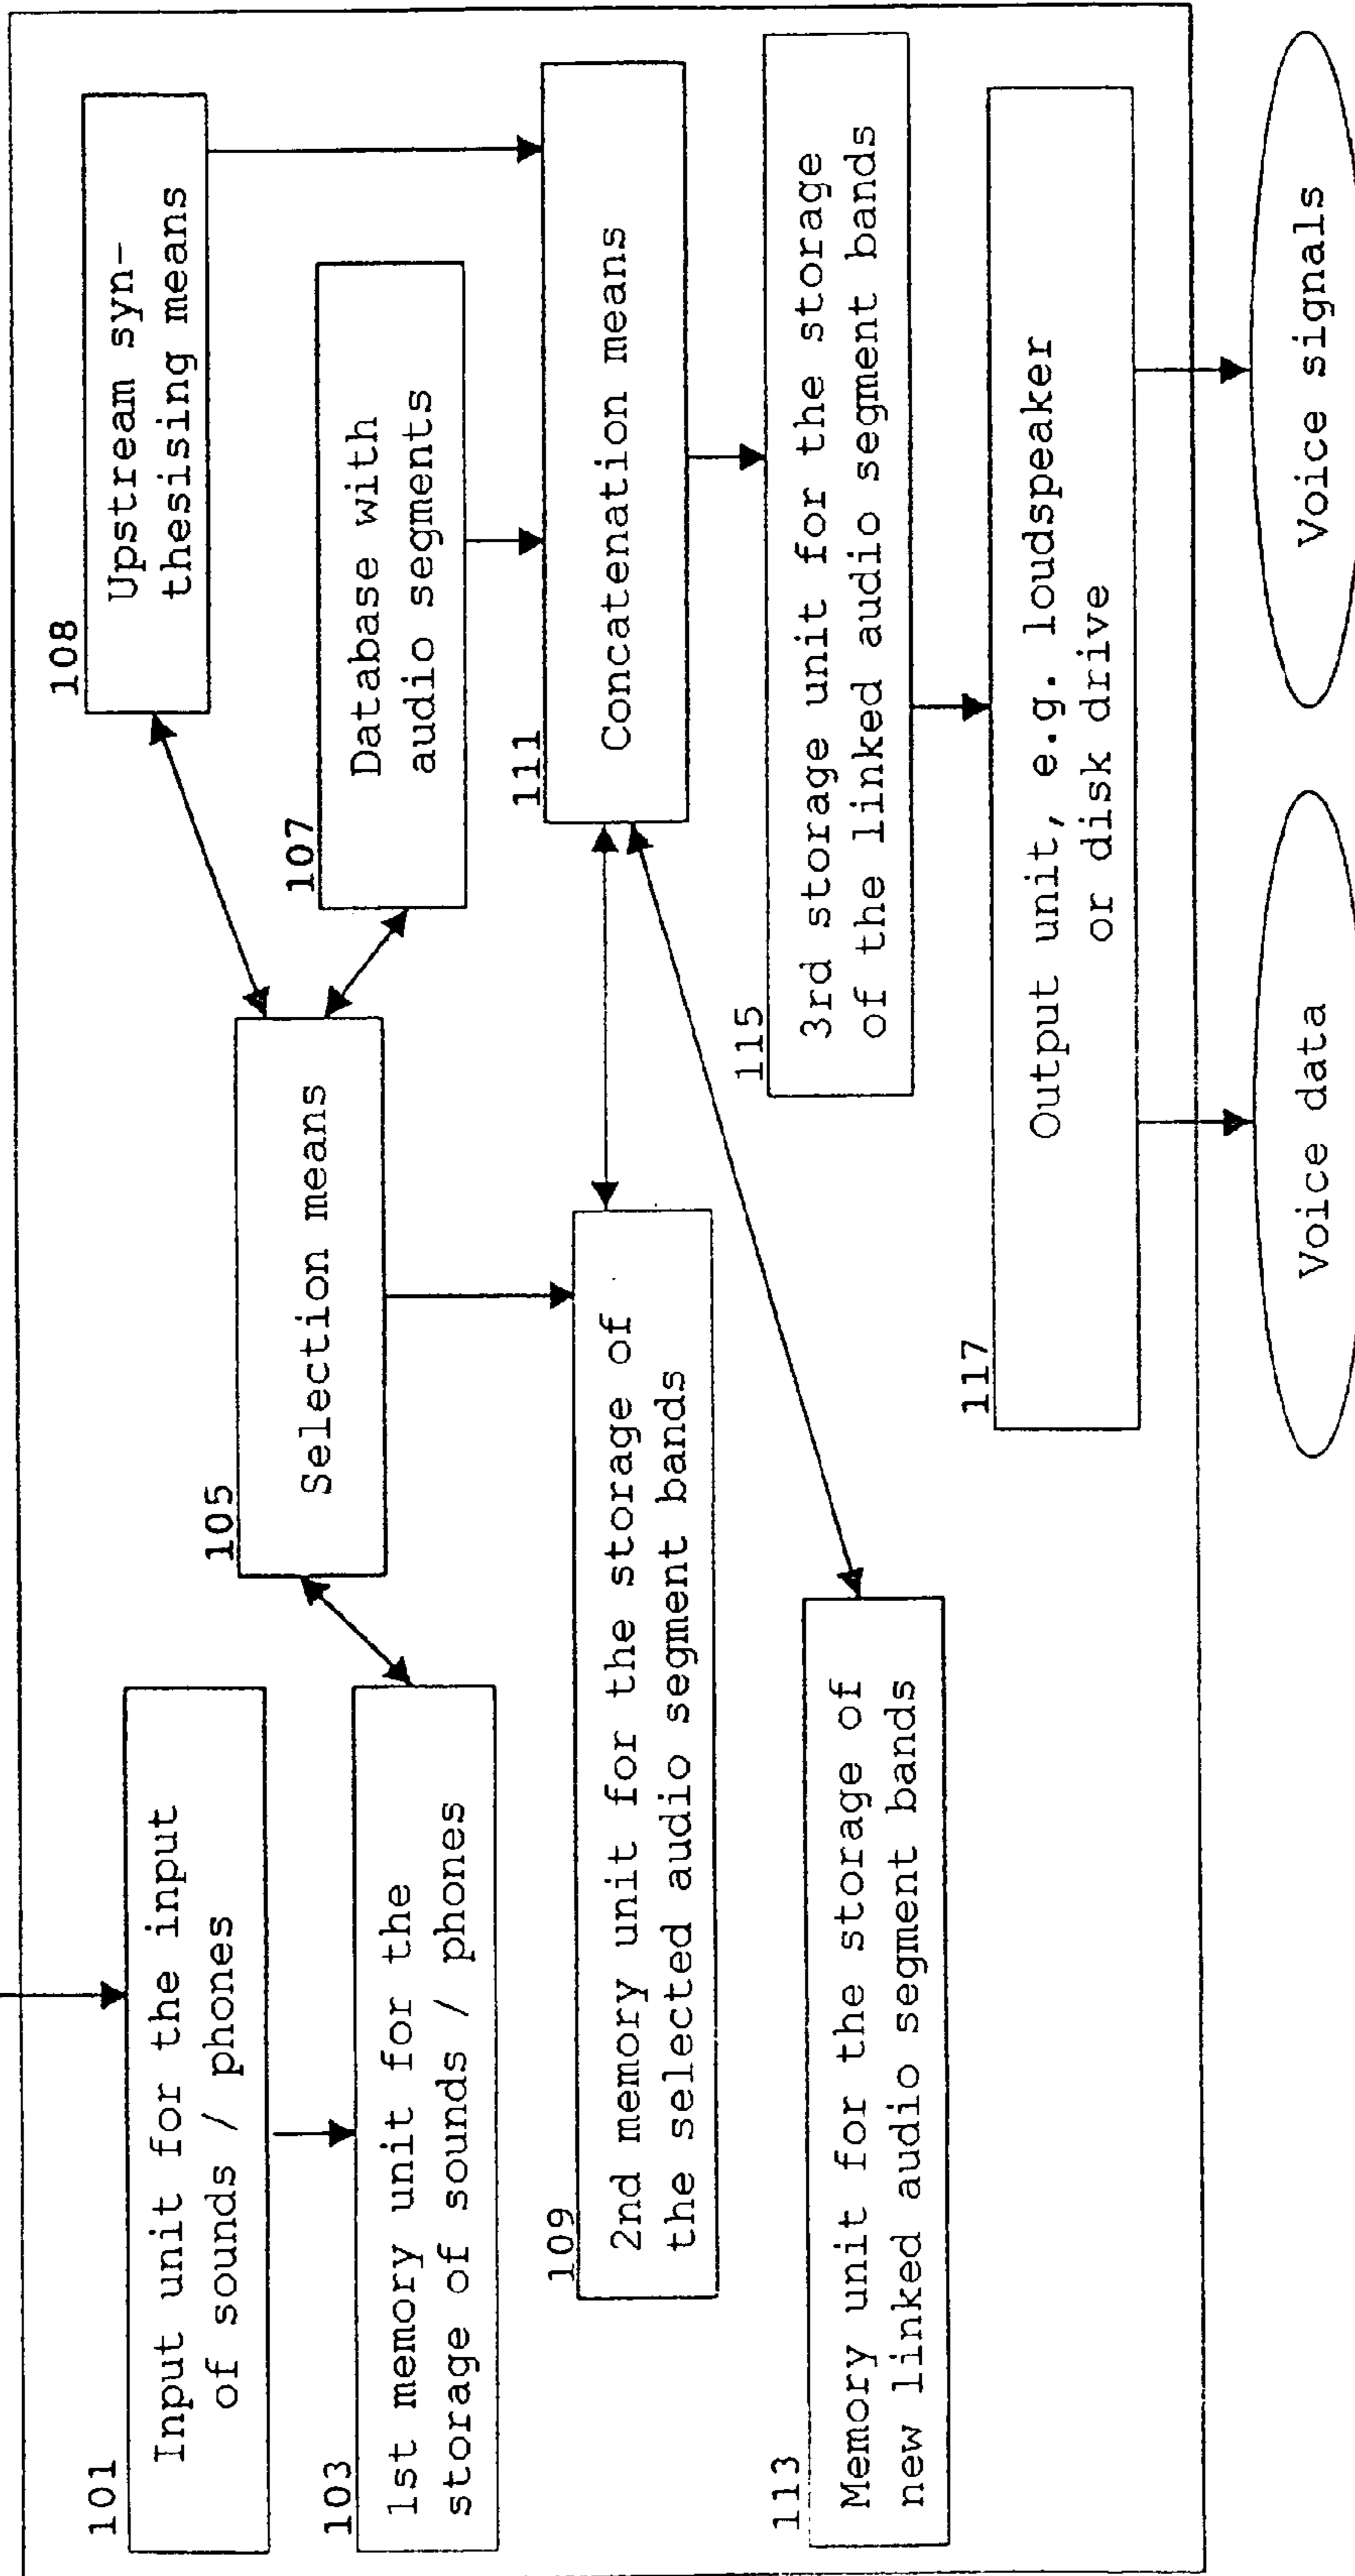 101
Input unit for the input
of sounds / phones
103
1st memory unit for the
storage of sounds / phones
105
Selection means
108
Upstream syn-
thesising means
107
Database with
audio segments
109
2nd memory unit for the storage of
the selected audio segment bands
111
Concatenation means
113
Memory unit for the storage of
new linked audio segment bands
115
3rd storage unit for the storage
of the linked audio segment bands
117
Output unit, e.g. loudspeaker
or disk drive
Voice data
Voice signals